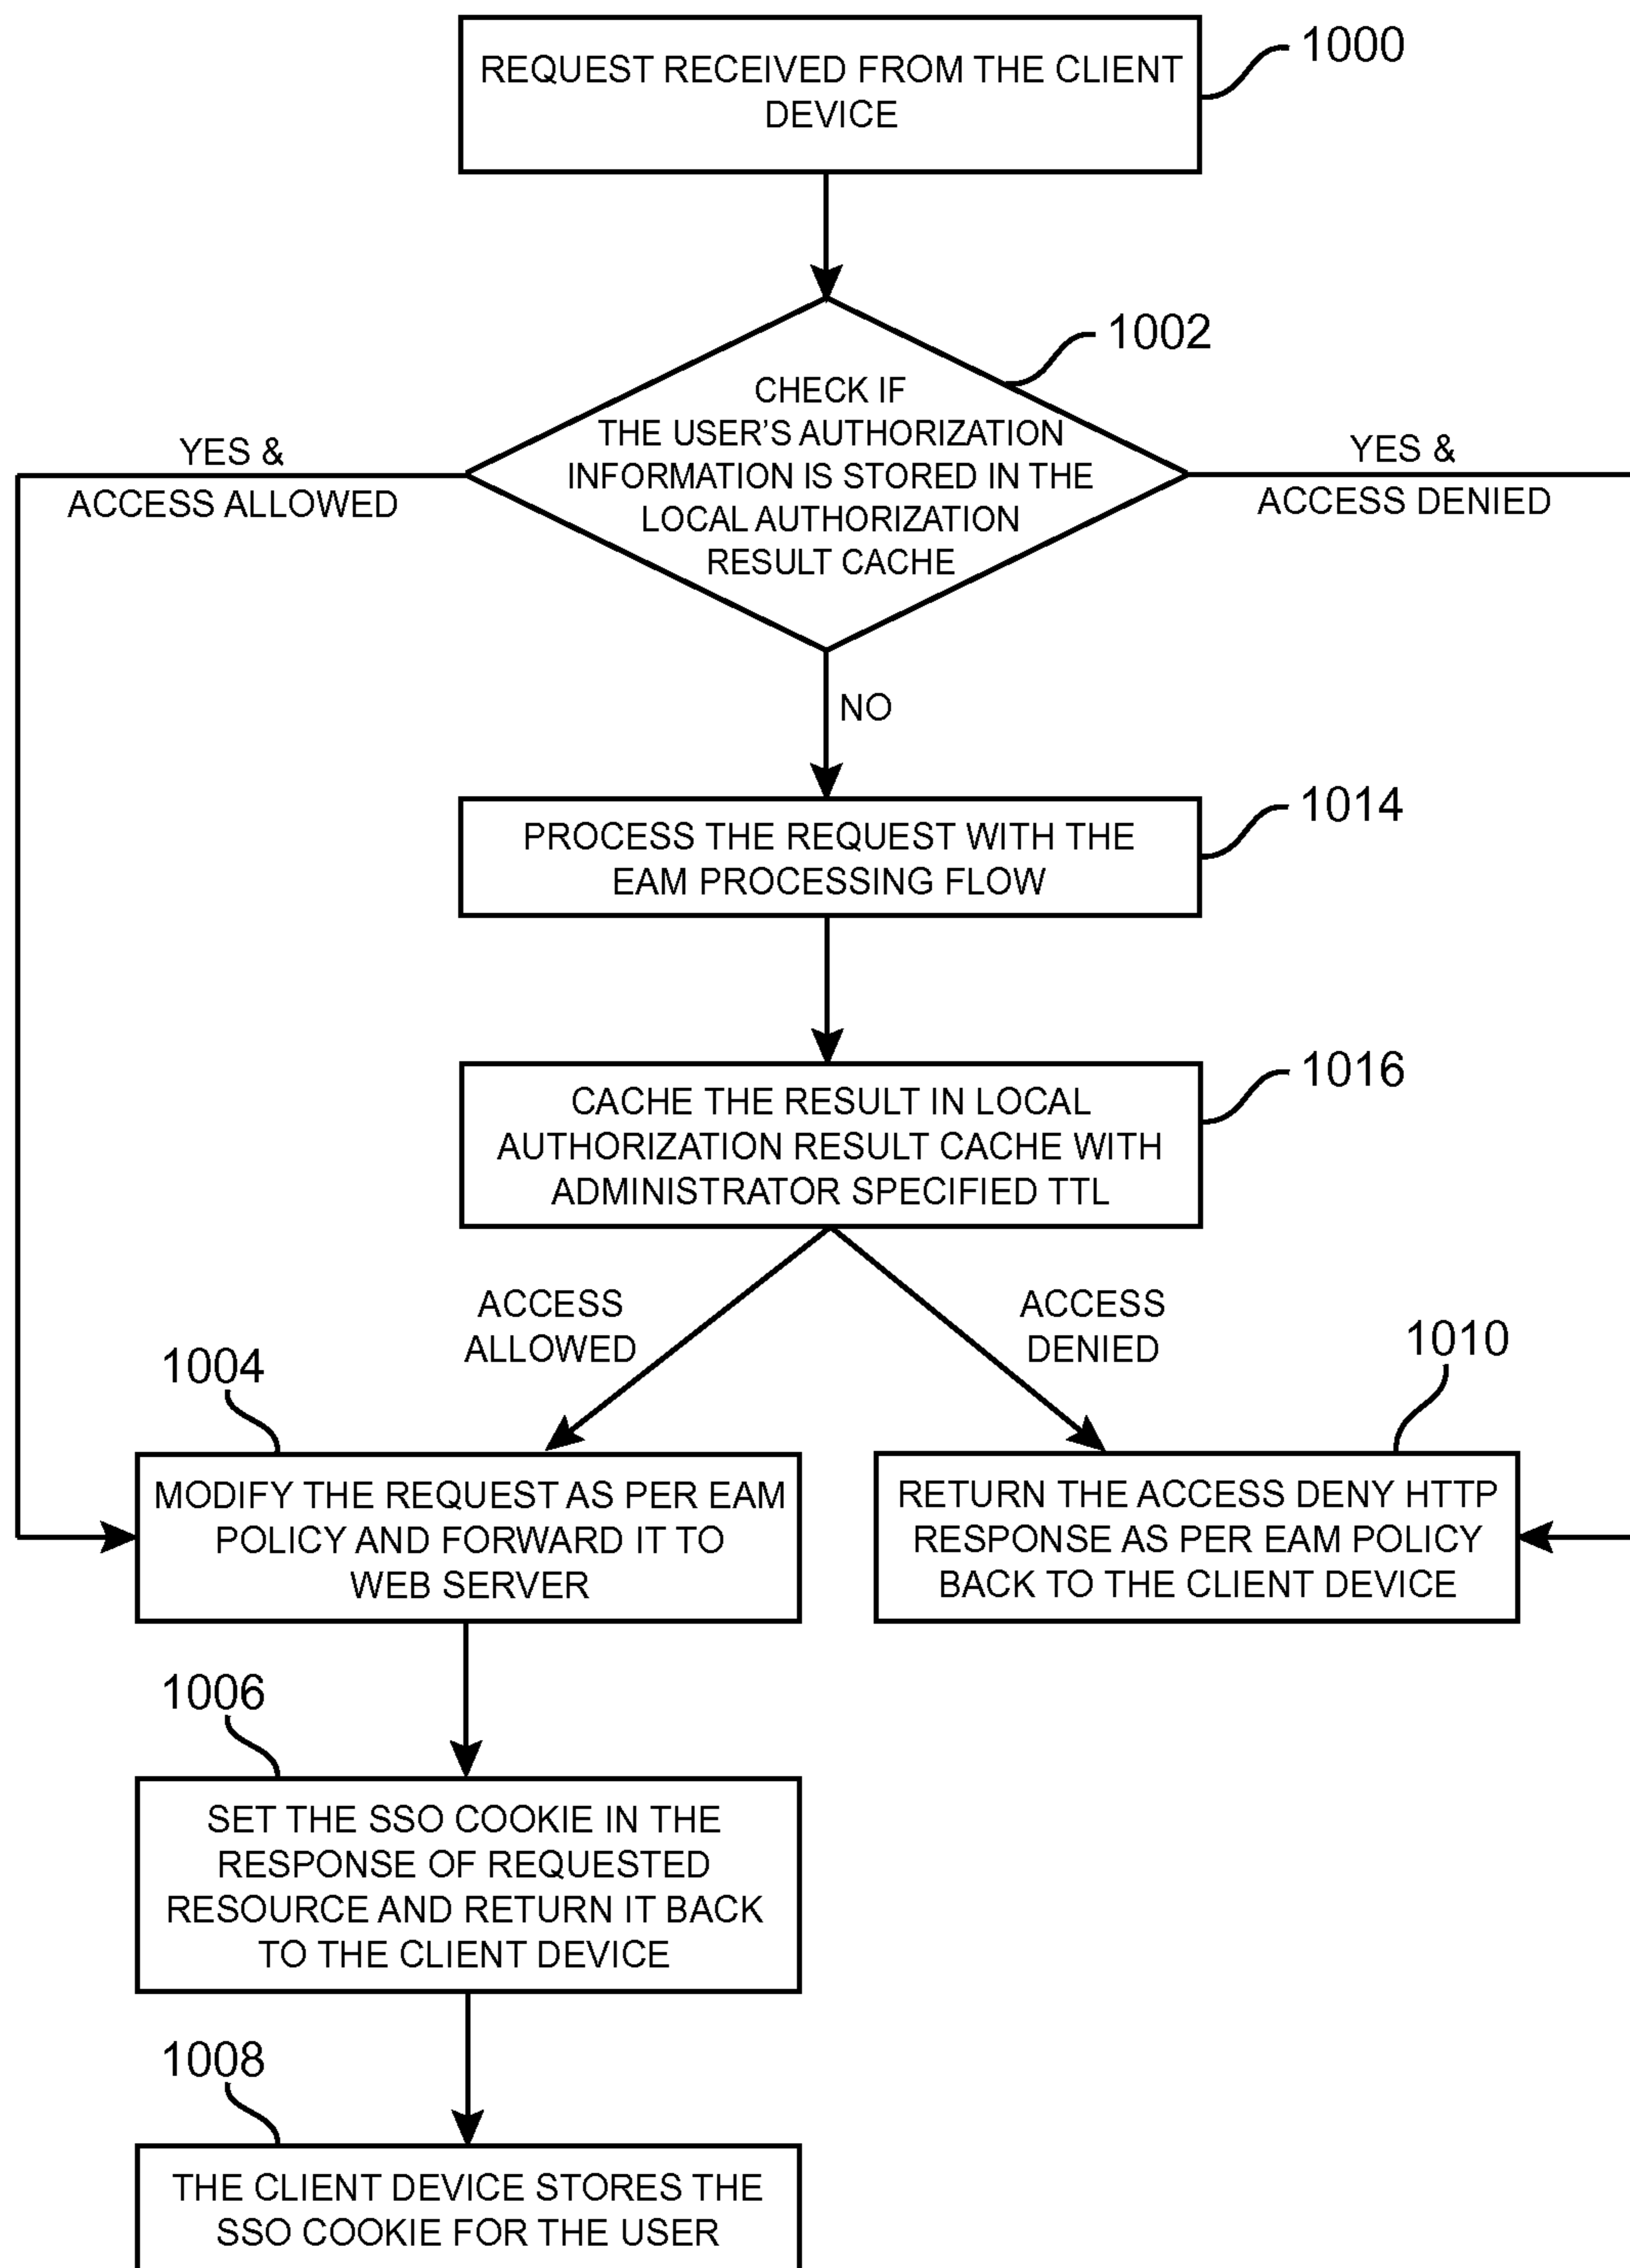 REQUEST RECEIVED FROM THE CLIENT
DEVICE
1000
1002
CHECK IF
THE USER'S AUTHORIZATION
INFORMATION IS STORED IN THE
LOCAL AUTHORIZATION
RESULT CACHE
YES &
ACCESS ALLOWED
YES &
ACCESS DENIED
NO
1014
PROCESS THE REQUEST WITH THE
EAM PROCESSING FLOW
1016
CACHE THE RESULT IN LOCAL
AUTHORIZATION RESULT CACHE WITH
ADMINISTRATOR SPECIFIED TTL
ACCESS
ALLOWED
ACCESS
DENIED
1004
MODIFY THE REQUEST AS PER EAM
POLICY AND FORWARD IT TO
WEB SERVER
1010
RETURN THE ACCESS DENY HTTP
RESPONSE AS PER EAM POLICY
BACK TO THE CLIENT DEVICE
1006
SET THE SSO COOKIE IN THE
RESPONSE OF REQUESTED
RESOURCE AND RETURN IT BACK
TO THE CLIENT DEVICE
1008
THE CLIENT DEVICE STORES THE
SSO COOKIE FOR THE USER